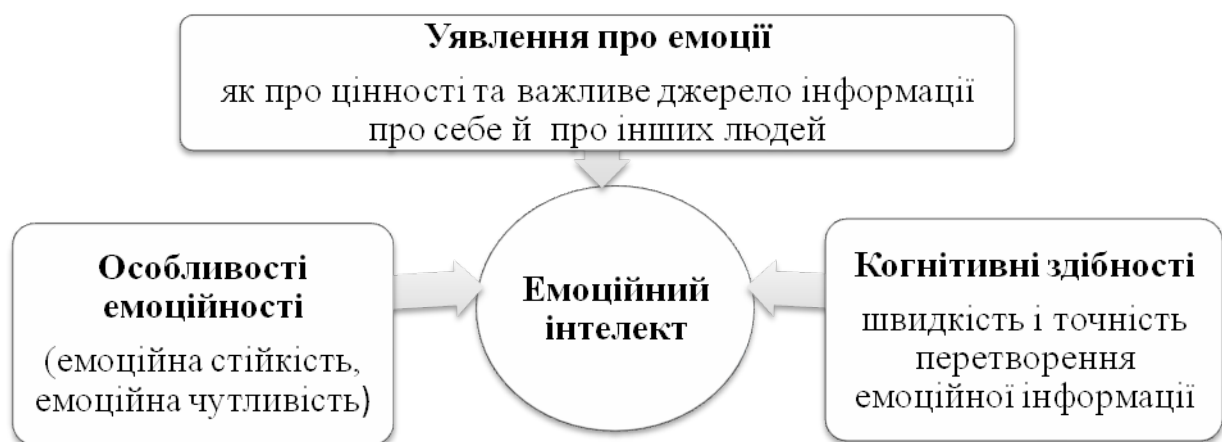 Уявлення про емоції
як про цінності та важливе джерело інформації
про себе й про інших людей
Особливості
емоційності
(емоційна стійкість,
емоційна чутливість)
Емоційний
інтелект
Когнітивні здібності
швидкість і точність
перетворення
емоційної інформації